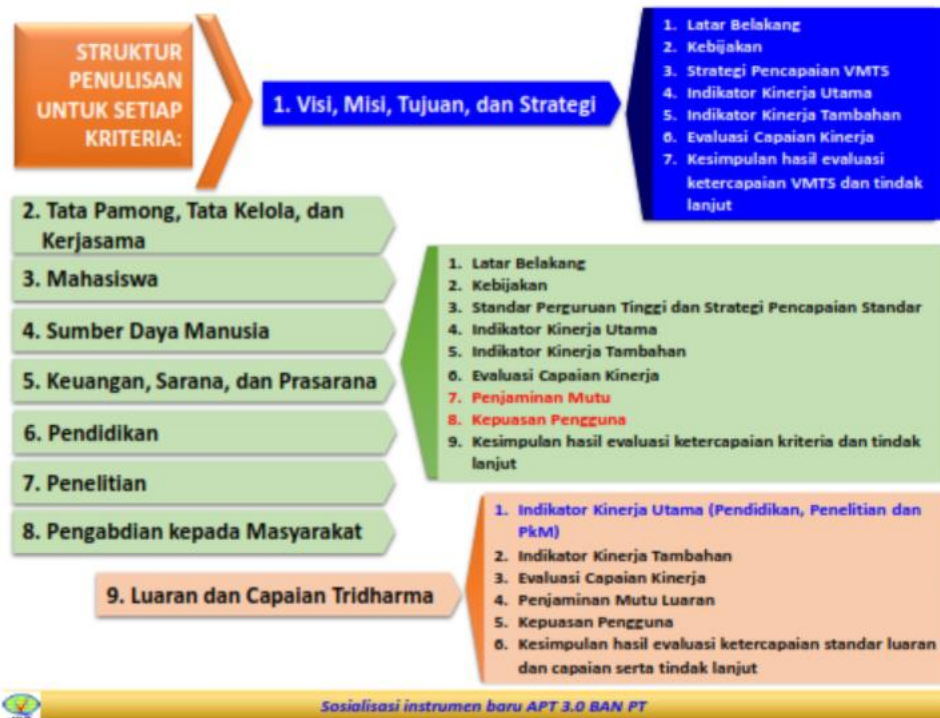 STRUKTUR
PENULISAN
UNTUK SETIAP
KRITERIA:
1. Visi, Misi, Tujuan, dan Strategi
1. Latar Belakang
2. Kebijakan
3. Strategi Pencapaian VMTS
4. Indikator Kinerja Utama
5. Indikator Kinerja Tambahan
6. Evaluasi Capaian Kinerja
7. Kesimpulan hasil evaluasi
ketercapaian VMTS dan tindak
lanjut
2. Tata Pamong, Tata Kelola, dan
Kerjasama
3. Mahasiswa
4. Sumber Daya Manusia
5. Keuangan, Sarana, dan Prasarana
6. Pendidikan
7. Penelitian
8. Pengabdian kepada Masyarakat
1. Latar Belakang
2. Kebijakan
3. Standar Perguruan Tinggi dan Strategi Pencapaian Standar
4. Indikator Kinerja Utama
5. Indikator Kinerja Tambahan
6. Evaluasi Capaian Kinerja
7. Penjaminan Mutu
8. Kepuasan Pengguna
9. Kesimpulan hasil evaluasi ketercapaian kriteria dan tindak
lanjut
9. Luaran dan Capaian Tridharma
1. Indikator Kinerja Utama (Pendidikan, Penelitian dan
PkM)
2. Indikator Kinerja Tambahan
3. Evaluasi Capaian Kinerja
4. Penjaminan Mutu Luaran
5. Kepuasan Pengguna
6. Kesimpulan hasil evaluasi ketercapaian standar luaran
dan capaian serta tindak lanjut
Sosialisasi instrumen baru APT 3.0 BAN PT